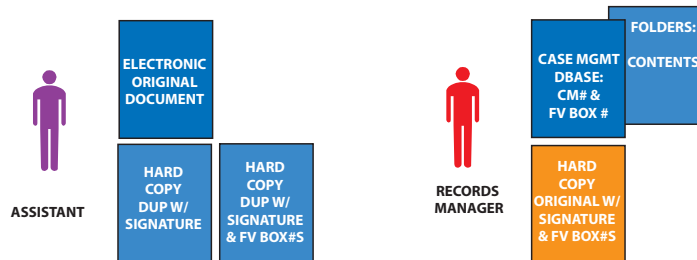 ELECTRONIC
ORIGINAL
DOCUMENT
HARD
COPY
DUP W/
SIGNATURE
HARD
COPY
DUP W/
SIGNATURE
& FV BOX#S
ASSISTANT
FOLDERS:
CONTENTS
CASE MGMT
DBASE:
CM# &
FV BOX #
HARD
COPY
ORIGINAL W/
SIGNATURE
& FV BOX#S
RECORDS
MANAGER